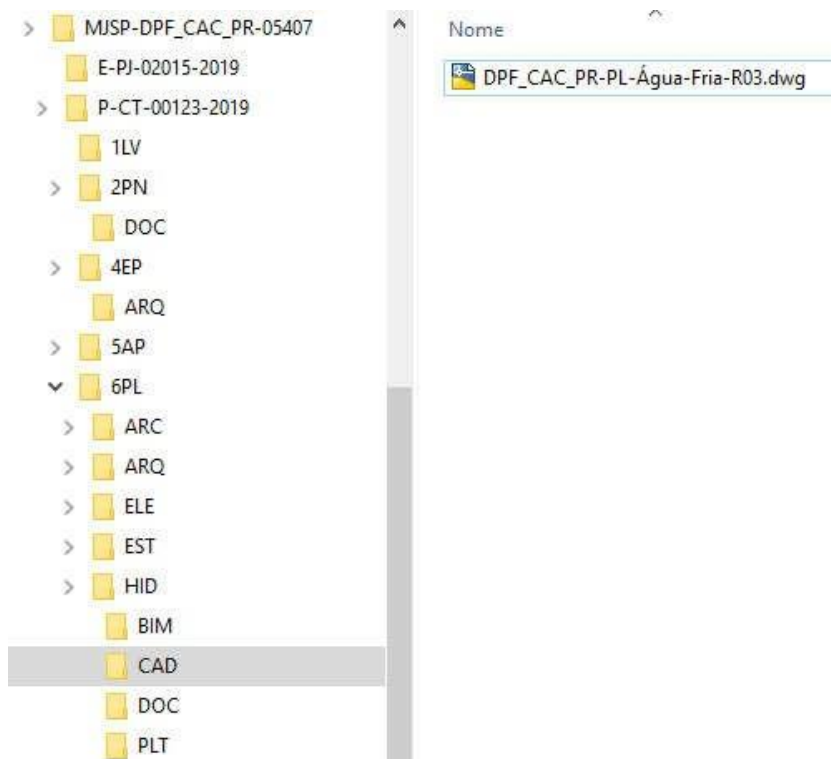 MJSP-DPF_CAC_PR-05407
E-PJ-02015-2019
P-CT-00123-2019
1LV
2PN
DOC
4EP
ARQ
5AP
6PL
ARC
ARQ
ELE
EST
HID
BIM
CAD
DOC
PLT
Nome
DPF_CAC_PR-PL-Água-Fria-R03.dwg